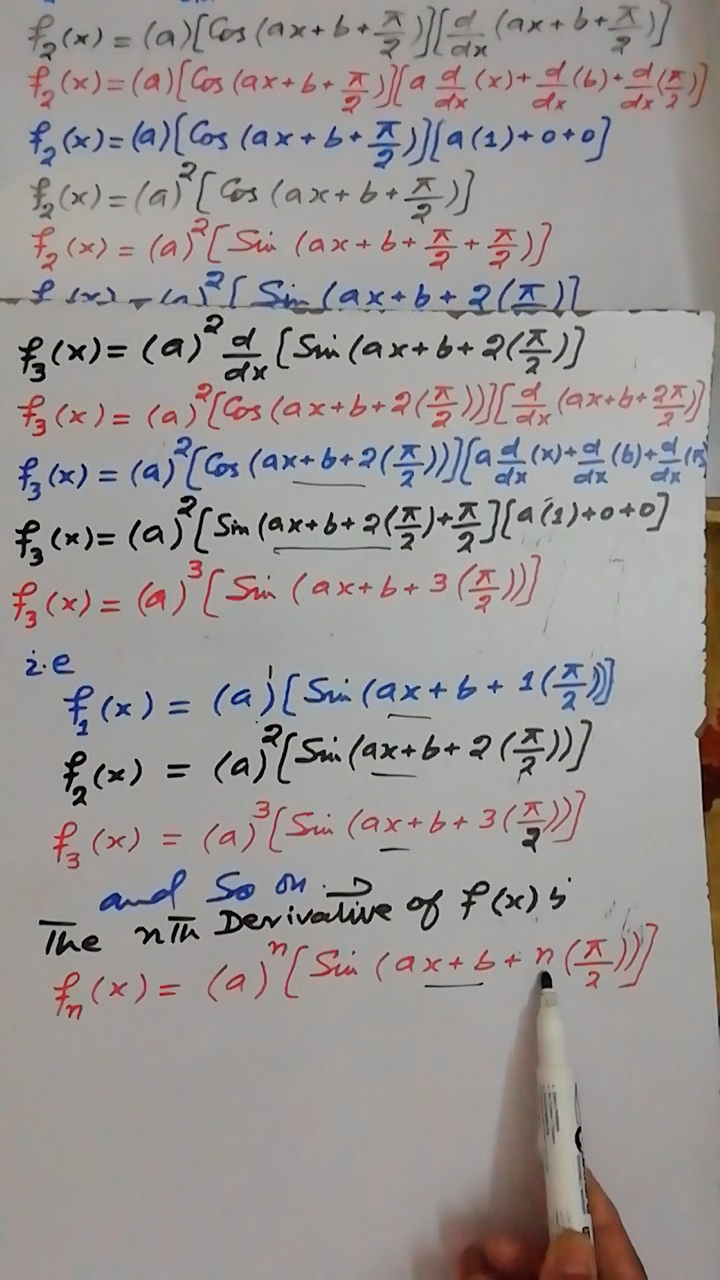 f₂(x) = (a)[Cos(ax+b+π/2)][d/dx(ax+b+π/2)]
f₂(x) = (a)[Cos(ax+b+π/2)][a d/dx(x)+d/dx(b)+d/dx(π/2)]
f₂(x) = (a)[Cos(ax+b+π/2)][a(1)+0+0]
f₂(x) = (a)²[Cos(ax+b+π/2)]
f₂(x) = (a)²[Sin(ax+b+π/2+π/2)]
(x) = (a)²[Sin(ax+b+2(π
f₃(x) = (a)² d/dx[Sin(ax+b+2(π/2)]
f₃(x) = (a)²[Cos(ax+b+2(π/2))][d/dx(ax+b+2π/2)]
f₃(x) = (a)²[Cos(ax+b+2(π/2))][a d/dx(x)+d/dx(b)+d/dx(π
f₃(x) = (a)²[Sin(ax+b+2(π/2)+π/2][a(1)+0+0]
f₃(x) = (a)³[Sin(ax+b+3(π/2))]
i.e
f₁(x) = (a)¹[Sin(ax+b+1(π/2))]
f₂(x) = (a)²[Sin(ax+b+2(π/2))]
f₃(x) = (a)³[Sin(ax+b+3(π/2))]
and So on →
The nTh Derivative of f(x)
fₙ(x) = (a)ⁿ[Sin(ax+b+n(π/2))]